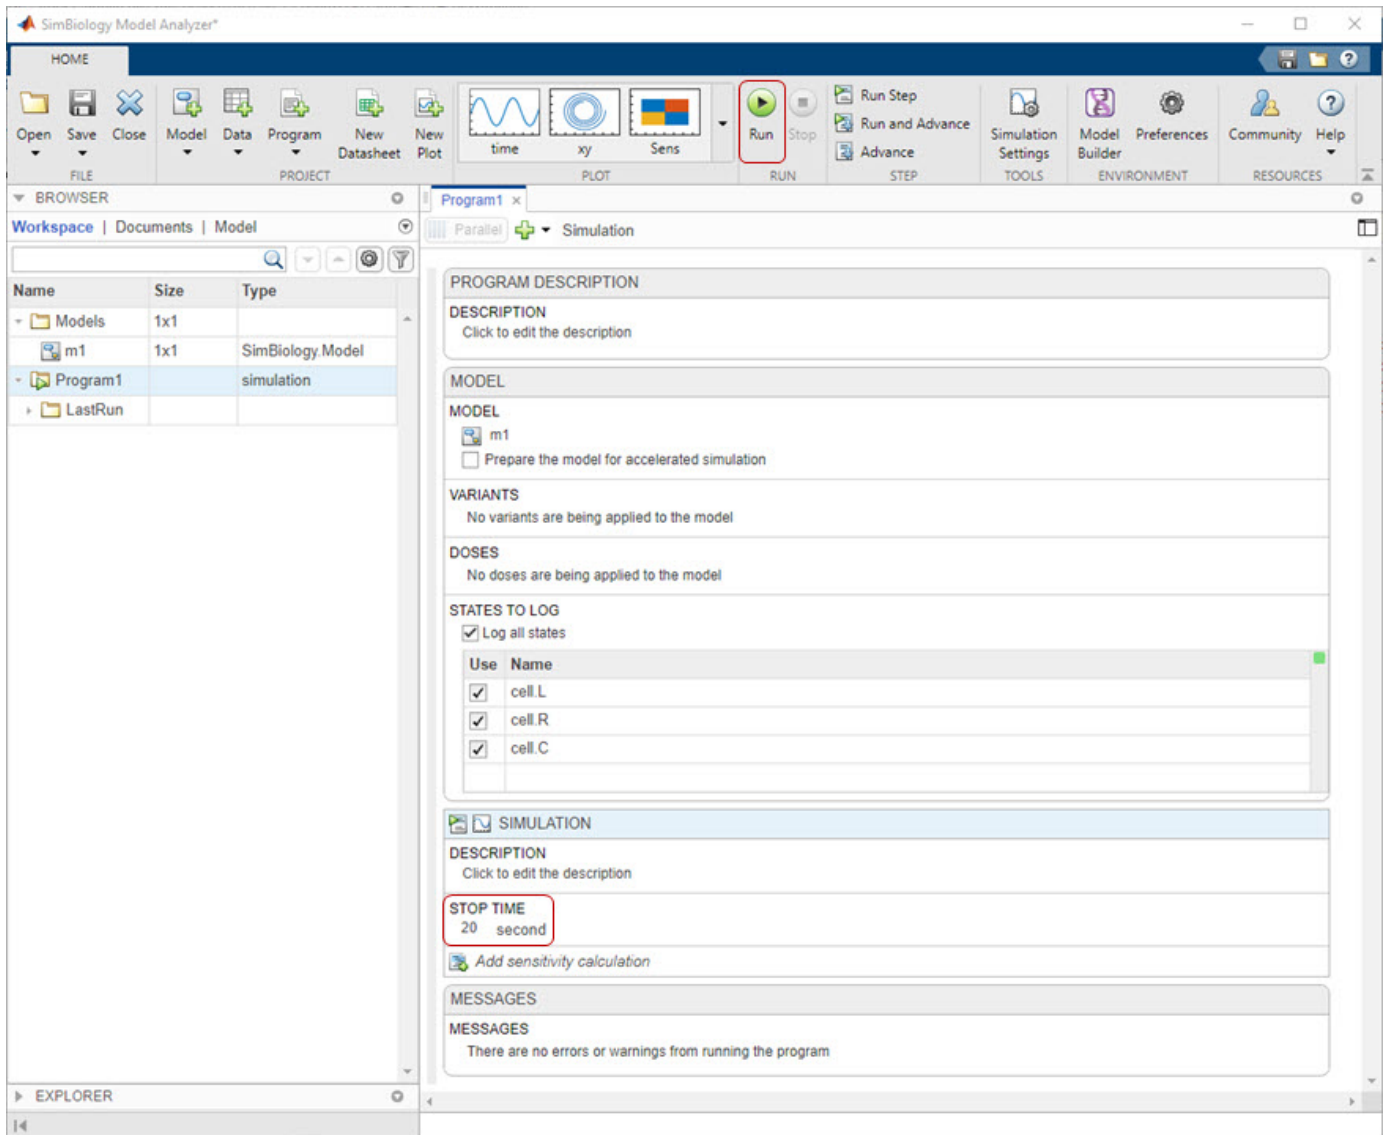 SimBiology Model Analyzer*
HOME
Open Save Close Model Data Program New Datasheet New Plot time xy Sens Run Stop Run Step Simulation Settings Model Builder Preferences Community Help
Run and Advance
Advance
FILE PROJECT PLOT RUN STEP TOOLS ENVIRONMENT RESOURCES
BROWSER
Workspace | Documents | Model
Name Size Type
Models 1x1
m1 1x1 SimBiology.Model
Program1 simulation
LastRun
EXPLORER
Program1 ×
Parallel Simulation
PROGRAM DESCRIPTION
DESCRIPTION
Click to edit the description
MODEL
MODEL
m1
Prepare the model for accelerated simulation
VARIANTS
No variants are being applied to the model
DOSES
No doses are being applied to the model
STATES TO LOG
Log all states
Use Name
cell.L
cell.R
cell.C
SIMULATION
DESCRIPTION
Click to edit the description
STOP TIME
20 second
Add sensitivity calculation
MESSAGES
MESSAGES
There are no errors or warnings from running the program